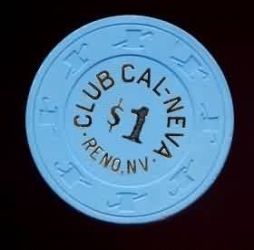 CLUB CAL-NEVA
$1
· RENO, NV ·